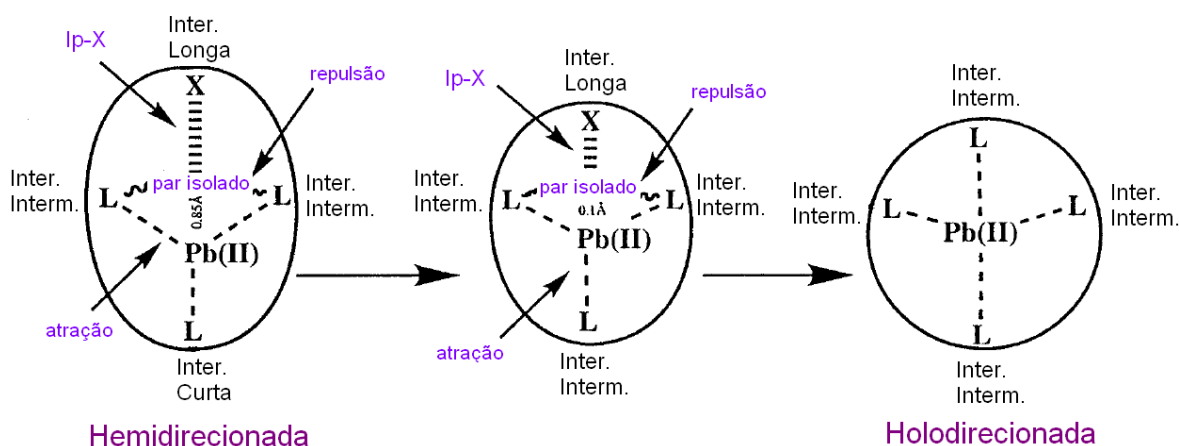 Inter.
Longa
lp-X
X
repulsão
Inter.
Interm.
L
par isolado
L
Inter.
Interm.
0.85Å
Pb(II)
atração
L
Inter.
Curta
Hemidirecionada
Inter.
Longa
lp-X
X
repulsão
Inter.
Interm.
L
par isolado
L
Inter.
Interm.
0.1Å
Pb(II)
atração
L
Inter.
Interm.
Inter.
Interm.
L
Inter.
Interm.
L
Pb(II)
L
Inter.
Interm.
L
Inter.
Interm.
Holodirecionada